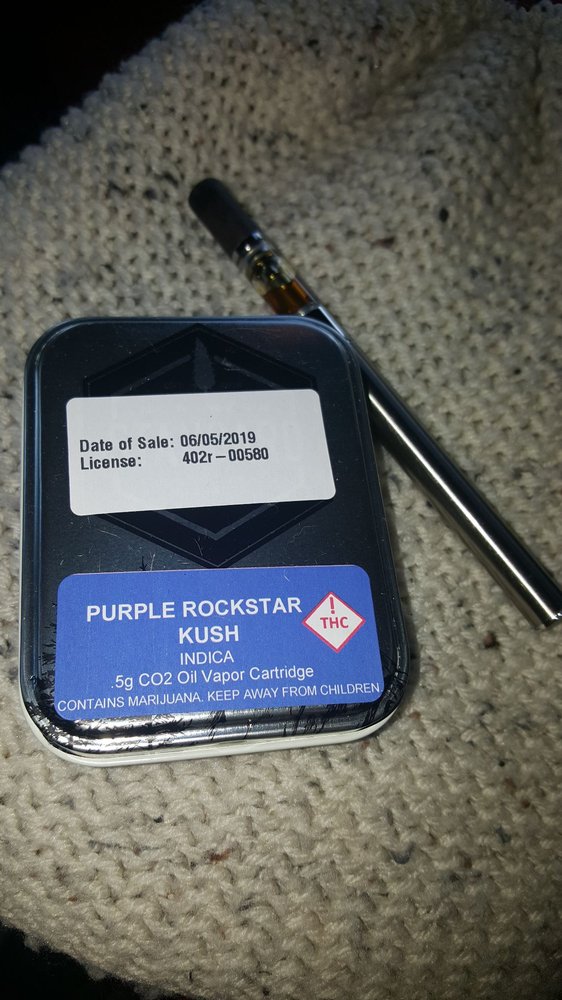 Date of Sale: 06/05/2019
License: 402r-00580
PURPLE ROCKSTAR
KUSH
!
THC
INDICA
.5g CO2 Oil Vapor Cartridge
CONTAINS MARIJUANA. KEEP AWAY FROM CHILDREN